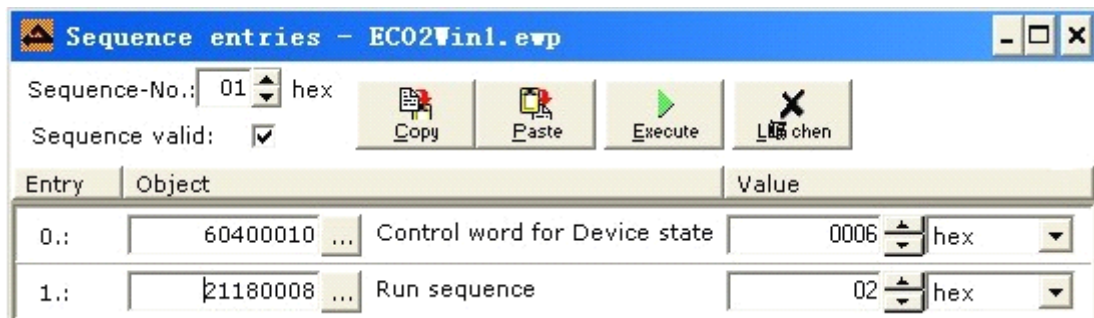 Sequence entries - ECO2Win1.ewp
Sequence-No.: 01 hex
Sequence valid:
Copy Paste Execute
Entry Object Value
0.: 60400010 ... Control word for Device state 0006 hex
1.: 21180008 ... Run sequence 02 hex